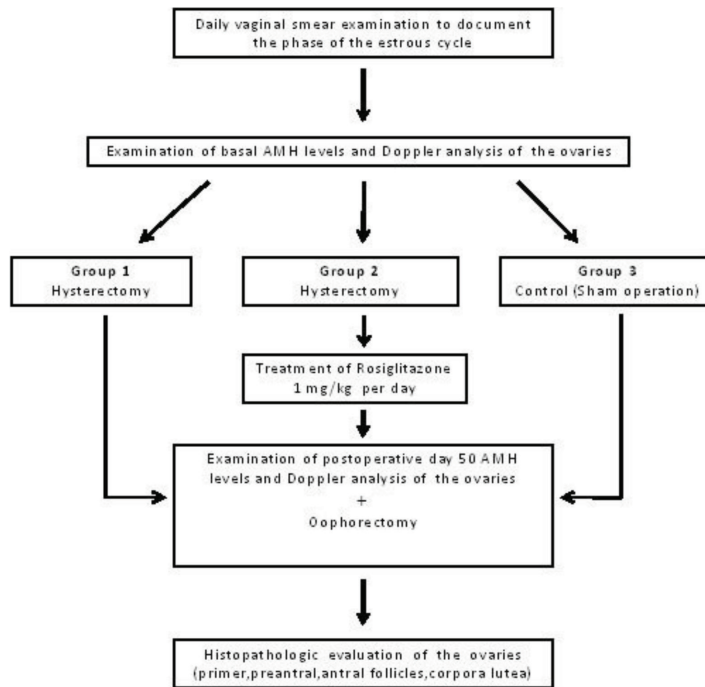 Daily vaginal smear examination to document
the phase of the estrous cycle
Examination of basal AMH levels and Doppler analysis of the ovaries
Group 1
Hysterectomy
Group 2
Hysterectomy
Group 3
Control (Sham operation)
Treatment of Rosiglitazone
1 mg/kg per day
Examination of postoperative day 50 AMH
levels and Doppler analysis of the ovaries
+
Oophorectomy
Histopathologic evaluation of the ovaries
(primer,preantral,antral follicles,corpora lutea)